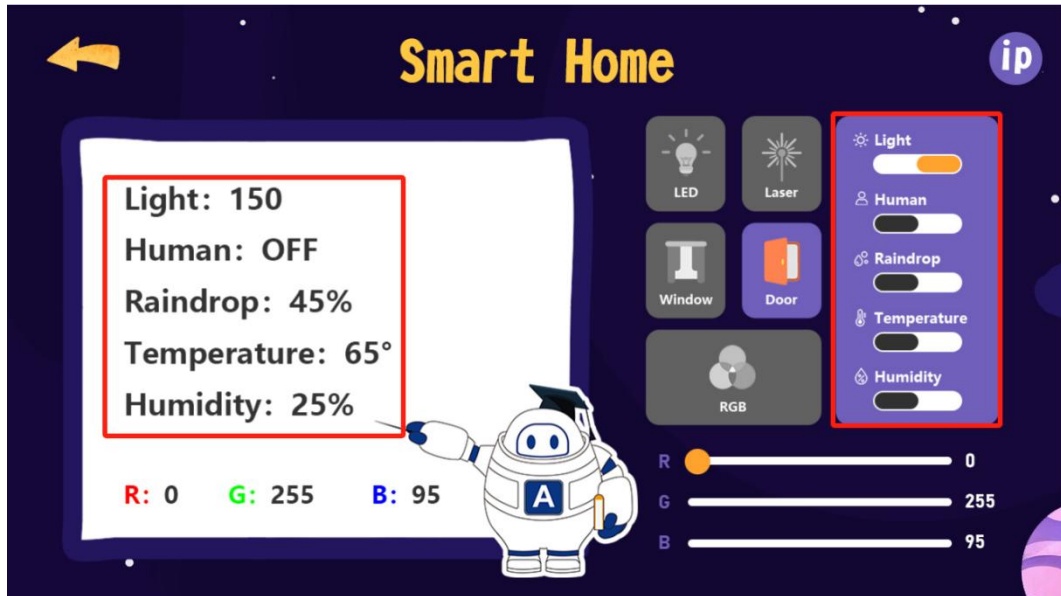 Smart Home
ip
Light: 150
Human: OFF
Raindrop: 45%
Temperature: 65°
Humidity: 25%
R: 0 G: 255 B: 95
A
LED
Laser
Window
Door
RGB
Light
Human
Raindrop
Temperature
Humidity
R 0
G 255
B 95